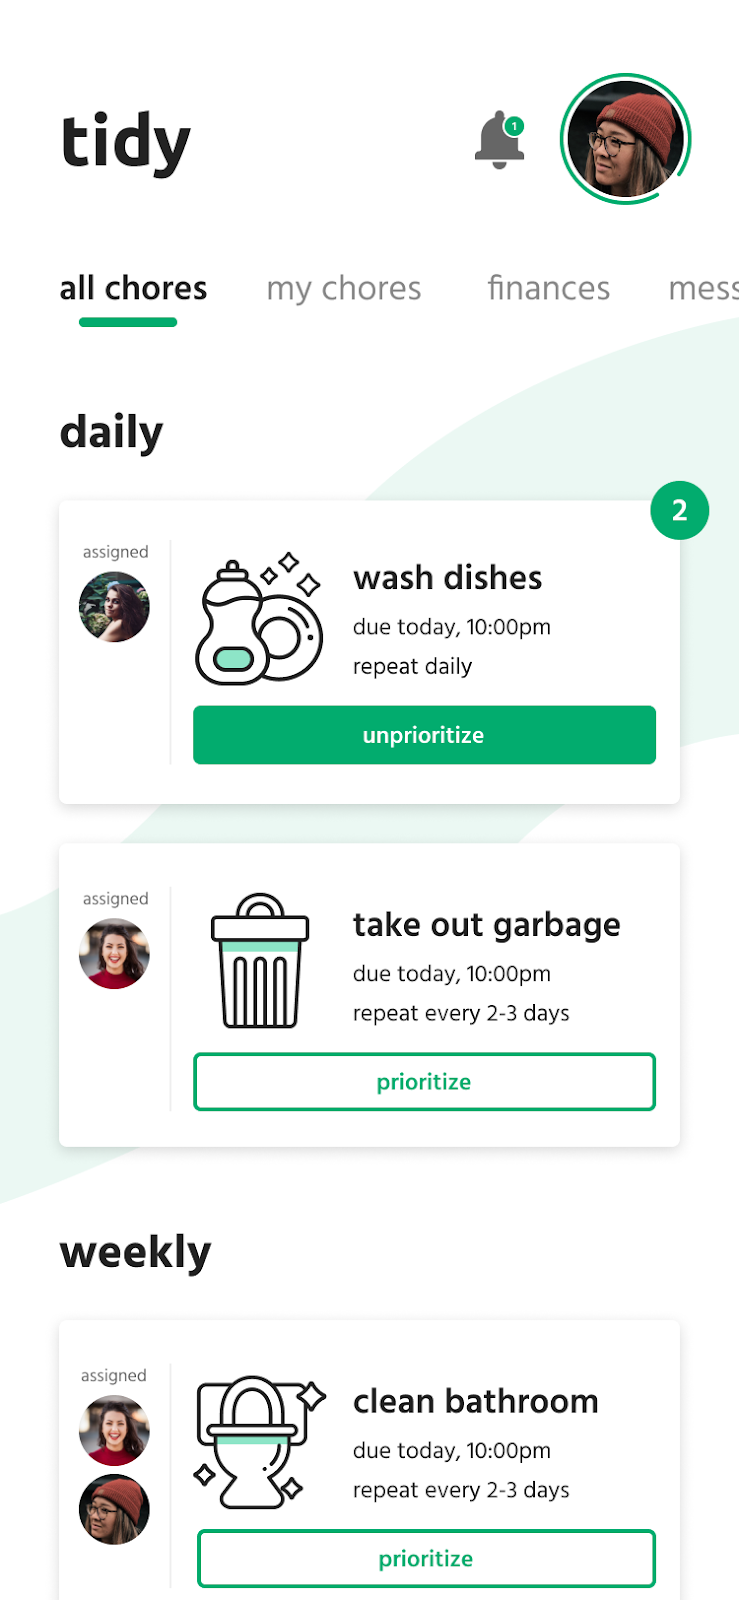 tidy
1
all chores
my chores
finances
mess
daily
2
assigned
wash dishes
due today, 10:00pm
repeat daily
unprioritize
assigned
take out garbage
due today, 10:00pm
repeat every 2-3 days
prioritize
weekly
assigned
clean bathroom
due today, 10:00pm
repeat every 2-3 days
prioritize